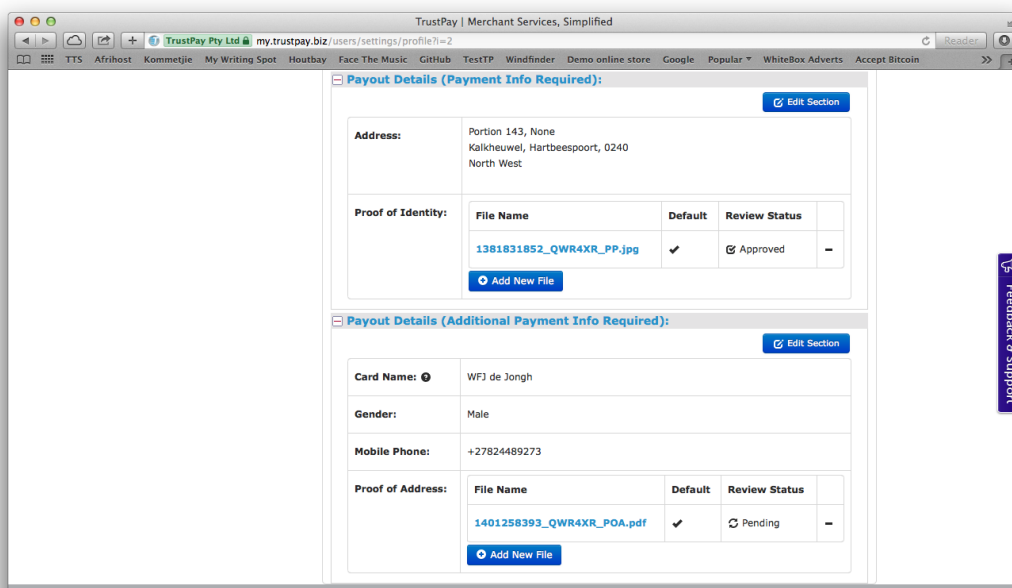 TrustPay | Merchant Services, Simplified
TrustPay Pty Ltd my.trustpay.biz/users/settings/profile?i=2
Reader
TTS Afrihost Kommetjie My Writing Spot Houtbay Face The Music GitHub TestTP Windfinder Demo online store Google Popular WhiteBox Adverts Accept Bitcoin
Payout Details (Payment Info Required):
Edit Section
Address:
Portion 143, None
Kalkheuwel, Hartbeespoort, 0240
North West
Proof of Identity:
File Name Default Review Status
1381831852_QWR4XR_PP.jpg Approved
Add New File
Payout Details (Additional Payment Info Required):
Edit Section
Card Name: WFJ de Jongh
Gender: Male
Mobile Phone: +27824489273
Proof of Address:
File Name Default Review Status
1401258393_QWR4XR_POA.pdf Pending
Add New File
Feedback & Support